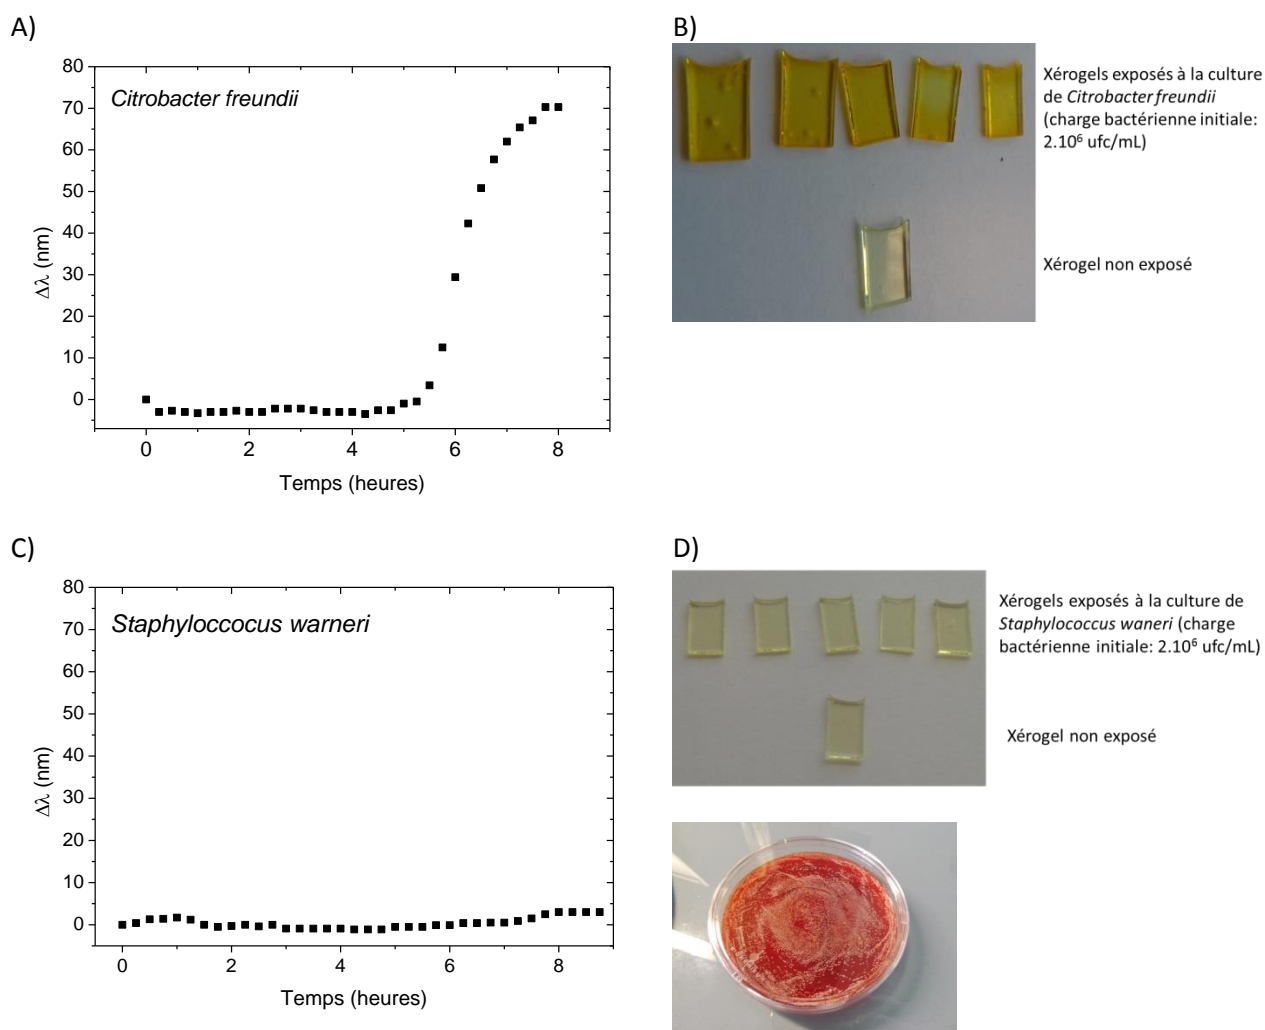 A)
80
70
60
50
40
30
20
10
0
Δλ (nm)
Citrobacter freundii
0
2
4
6
8
Temps (heures)
B)
Xérogels exposés à la culture
de Citrobacter freundii
(charge bactérienne initiale:
2.10⁶ ufc/mL)
Xérogel non exposé
C)
80
70
60
50
40
30
20
10
0
Δλ (nm)
Staphyloccocus warneri
0
2
4
6
8
Temps (heures)
D)
Xérogels exposés à la culture de
Staphylococcus waneri (charge
bactérienne initiale: 2.10⁶ ufc/mL)
Xérogel non exposé